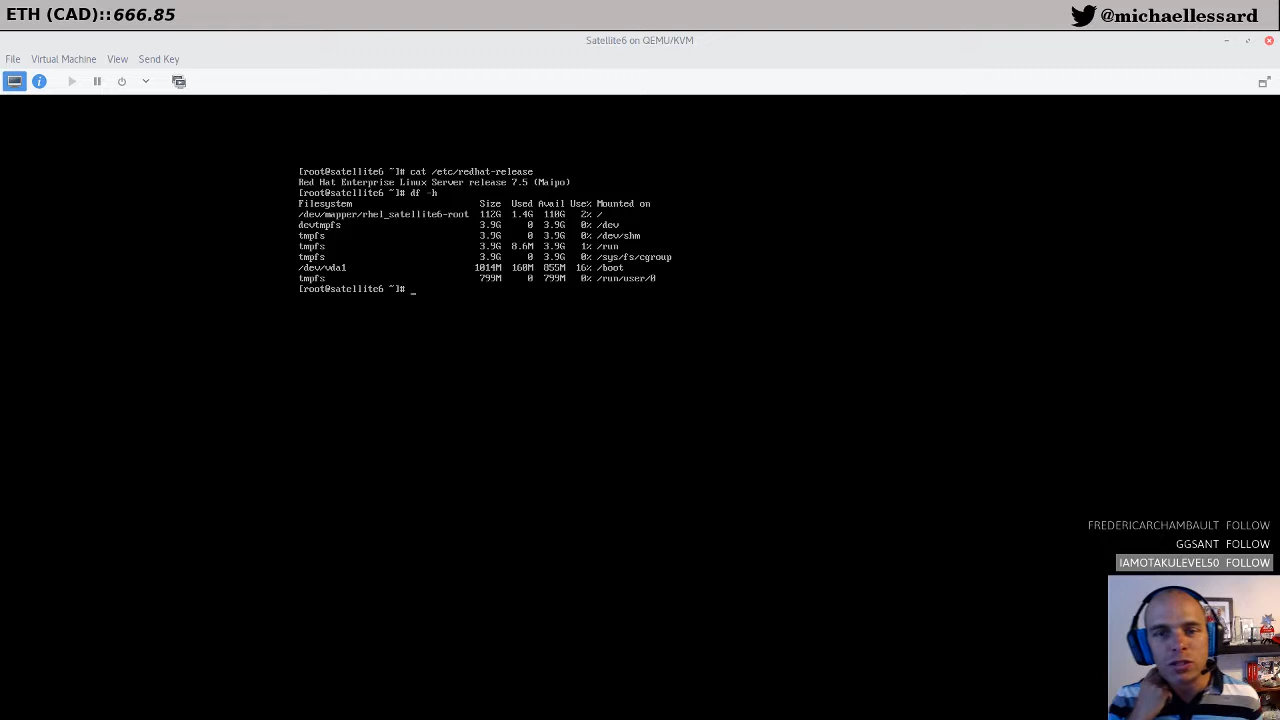 ETH (CAD)::666.85
@michaellessard
Satellite6 on QEMU/KVM
File Virtual Machine View Send Key
[root@satellite6 ~]# cat /etc/redhat-release
Red Hat Enterprise Linux Server release 7.5 (Maipo)
[root@satellite6 ~]# df -h
Filesystem Size Used Avail Use% Mounted on
/dev/mapper/rhel_satellite6-root 112G 1.4G 110G 2% /
devtmpfs 3.9G 0 3.9G 0% /dev
tmpfs 3.9G 0 3.9G 0% /dev/shm
tmpfs 3.9G 8.6M 3.9G 1% /run
tmpfs 3.9G 0 3.9G 0% /sys/fs/cgroup
/dev/vda1 1014M 160M 855M 16% /boot
tmpfs 799M 0 799M 0% /run/user/0
[root@satellite6 ~]# _
FREDERICARCHAMBAULT FOLLOW
GGSANT FOLLOW
IAMOTAKULEVEL50 FOLLOW